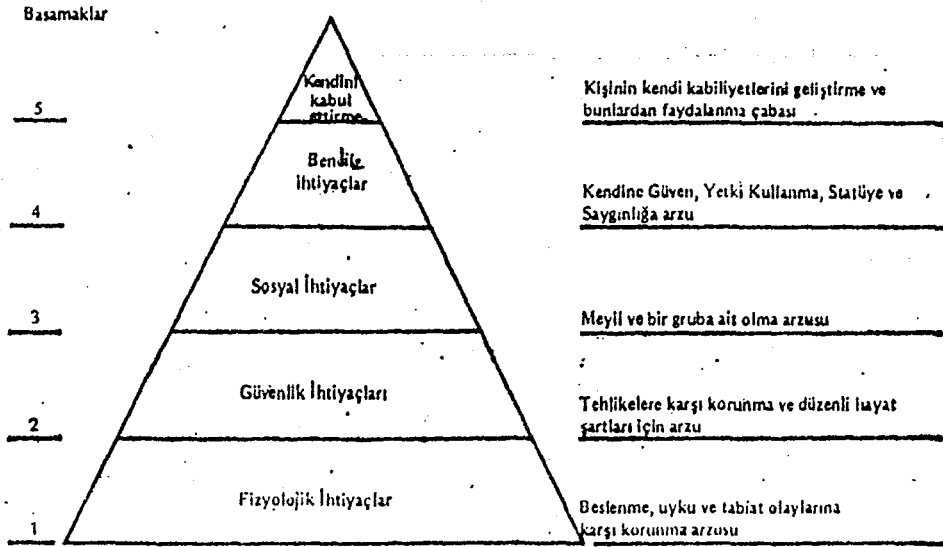 Basamaklar
Kendini
kabul
ettirme
5
Kişinin kendi kabiliyetlerini geliştirme ve
bunlardan faydalanma çabası
İhtiyaçlar
4
Kendine Güven, Yetki Kullanma, Statüye ve
Saygınlığa arzu
Sosyal İhtiyaçlar
3
Meyil ve bir gruba ait olma arzusu
Güvenlik İhtiyaçları
2
Tehlikelere karşı korunma ve düzenli hayat
şartları için arzu
Fizyolojik İhtiyaçlar
1
Beslenme, uyku ve tabiat olaylarına
karşı korunma arzusu